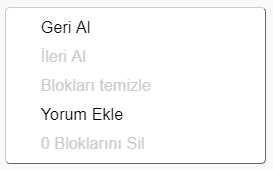 Geri Al
İleri Al
Blokları temizle
Yorum Ekle
0 Bloklarını Sil